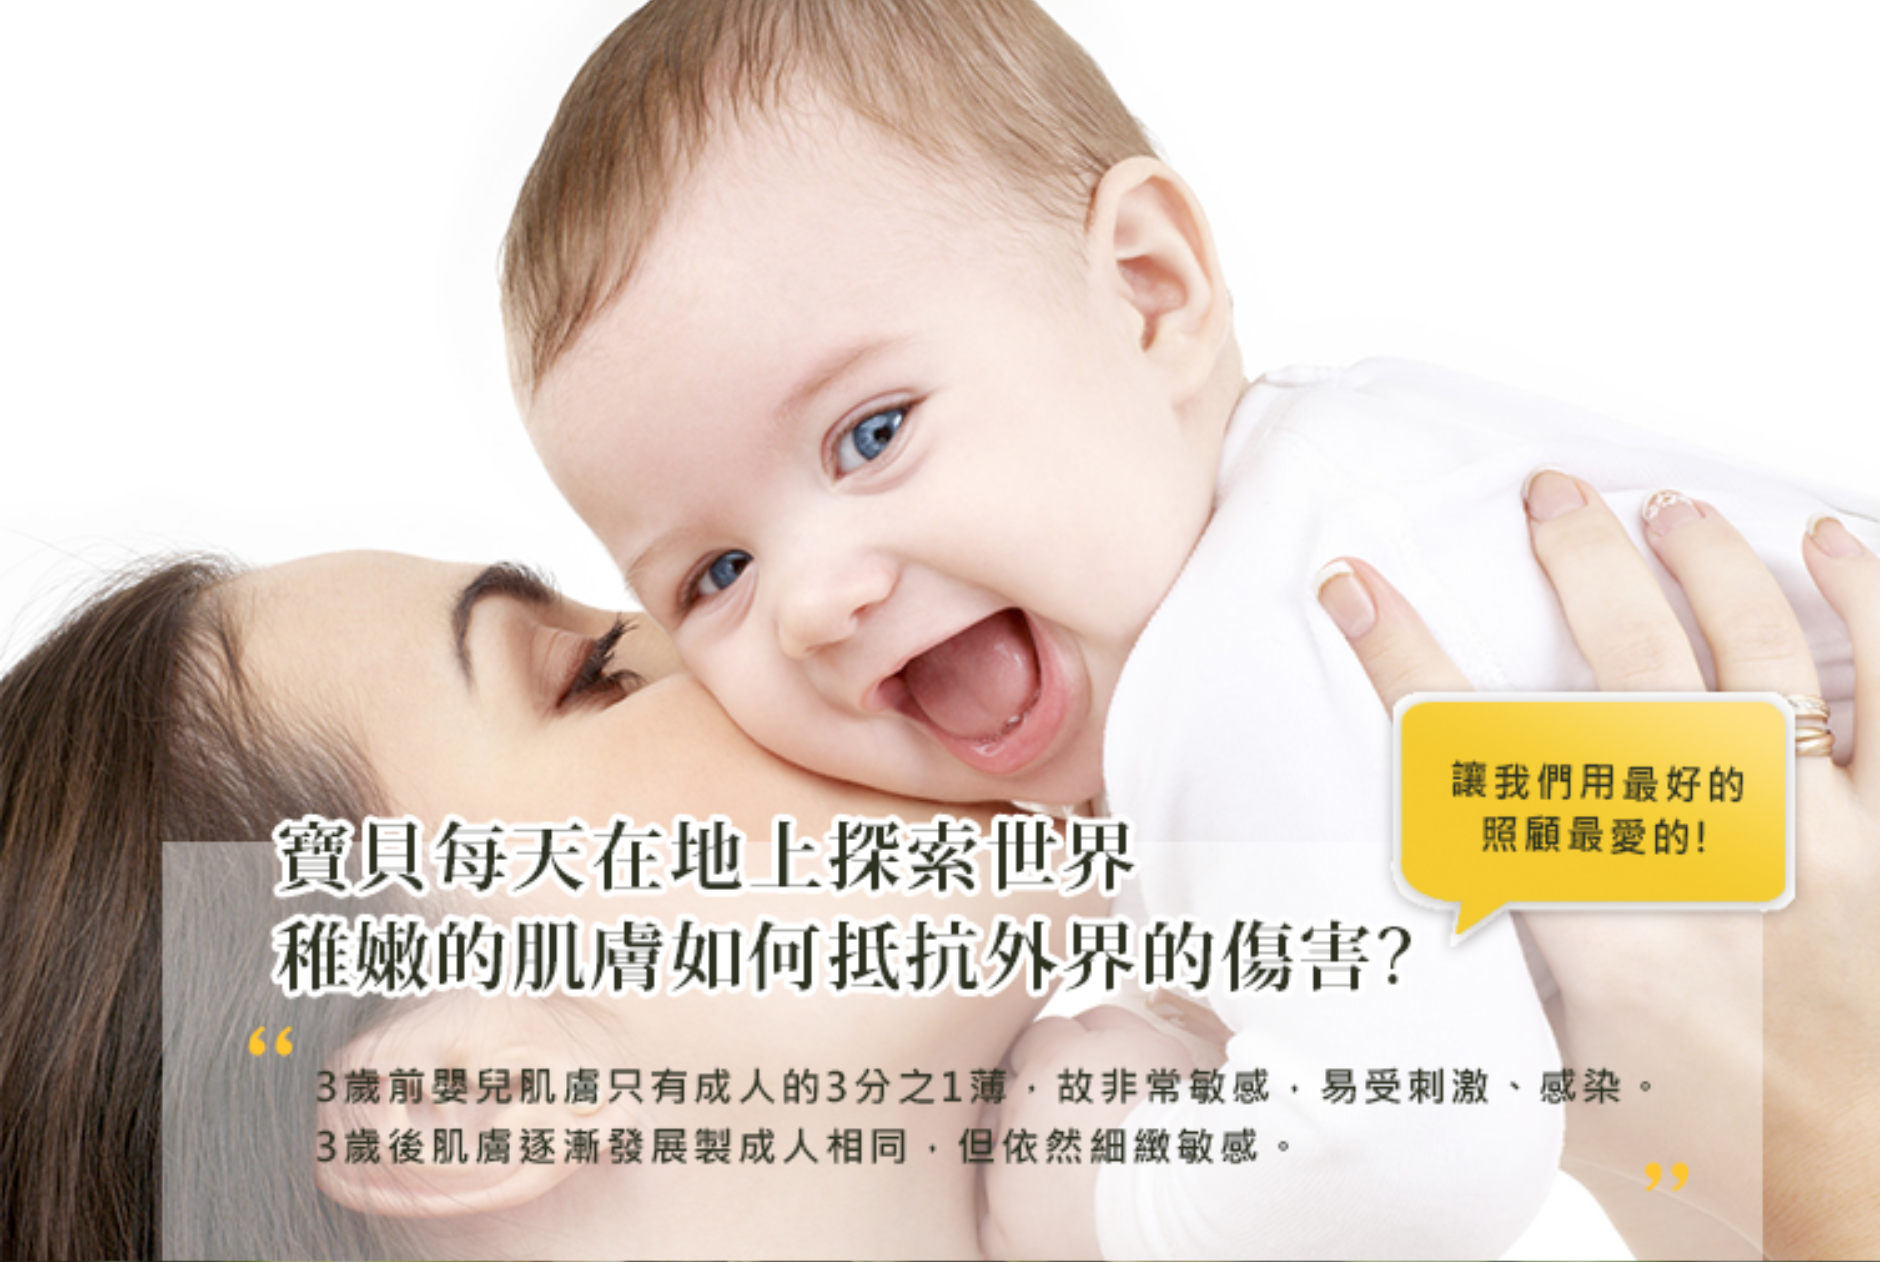 寶貝每天在地上探索世界
稚嫩的肌膚如何抵抗外界的傷害?
讓我們用最好的
照顧最愛的!
“
3歲前嬰兒肌膚只有成人的3分之1薄，故非常敏感，易受刺激、感染。
3歲後肌膚逐漸發展製成人相同，但依然細緻敏感。
”